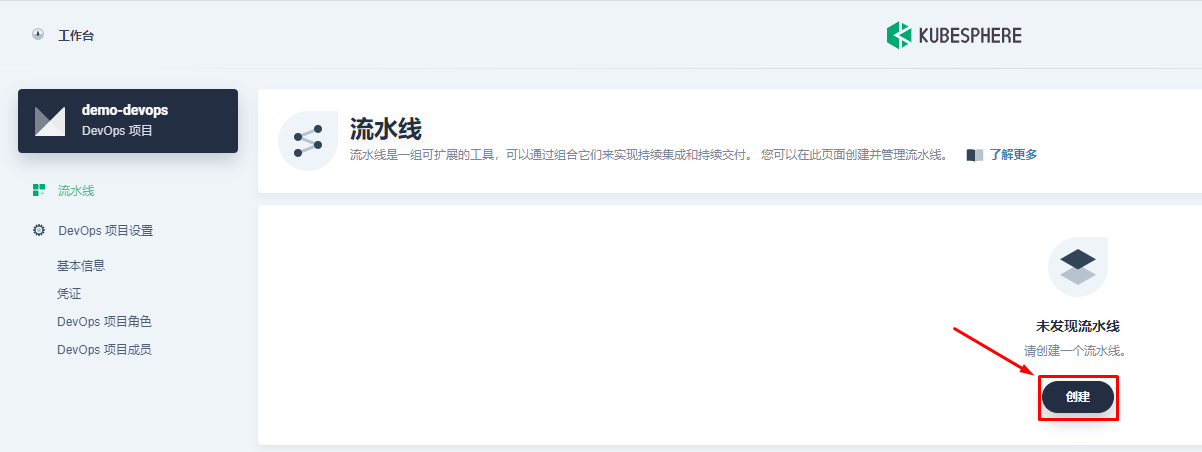 工作台
KUBESPHERE
demo-devops
DevOps 项目
流水线
DevOps 项目设置
基本信息
凭证
DevOps 项目角色
DevOps 项目成员
流水线
流水线是一组可扩展的工具，可以通过组合它们来实现持续集成和持续交付。 您可以在此页面创建并管理流水线。 了解更多
未发现流水线
请创建一个流水线。
创建